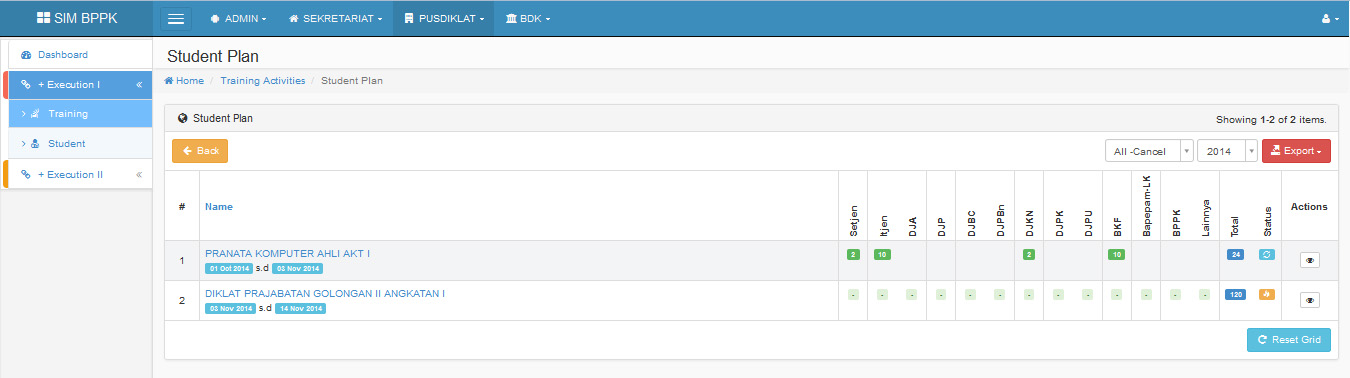 SIM BPPK
ADMIN
SEKRETARIAT
PUSDIKLAT
BDK
Dashboard
+ Execution I
Training
Student
+ Execution II
Student Plan
Home / Training Activities / Student Plan
Student Plan
Showing 1-2 of 2 items.
Back
All -Cancel
2014
Export
# Name Setjen Itjen DJA DJP DJBC DJPBn DJKN DJPK DJPU BKF Bapepam-LK BPPK Lainnya Total Status Actions
1 PRANATA KOMPUTER AHLI AKT I 2 10 2 10 24
01 Oct 2014 s.d 02 Nov 2014
2 DIKLAT PRAJABATAN GOLONGAN II ANGKATAN I - - - - - - - - - - - - - 120
03 Nov 2014 s.d 14 Nov 2014
Reset Grid